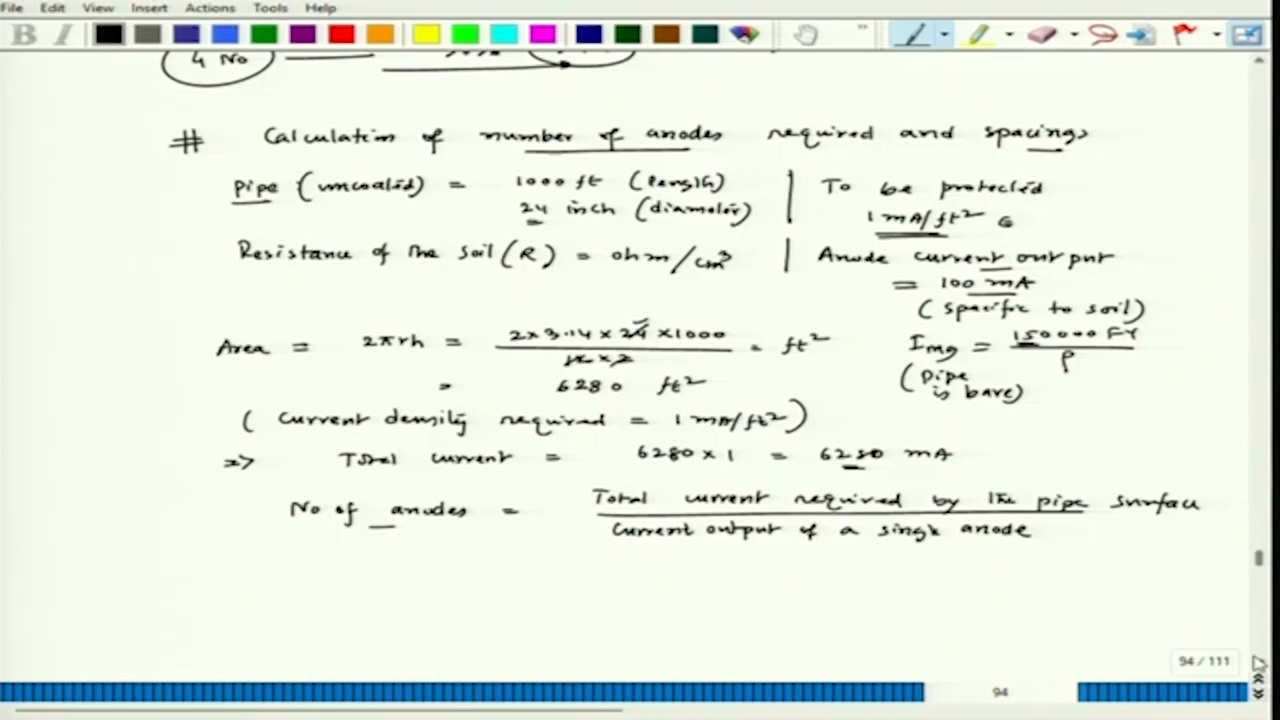 File Edit View Insert Actions Tools Help
B I
4 No
# Calculation of number of anodes required and spacings
Pipe (uncoated) = 1000 ft (length) | To be protected
24 inch (diameter) 1 mA/ft²
Resistance of the soil (R) = ohm/cm³ | Anode current output
= 100 mA
(specific to soil)
Area = 2πrh = 2×3.14×24×1000 / 12×2 = ft²
I mg = 150000 FY / ρ
= 6280 ft²
(Pipe is bare)
(Current density required = 1 mA/ft²)
=> Total current = 6280×1 = 6280 mA
No of anodes = Total current required by the pipe surface
Current output of a single anode
94 / 111
94